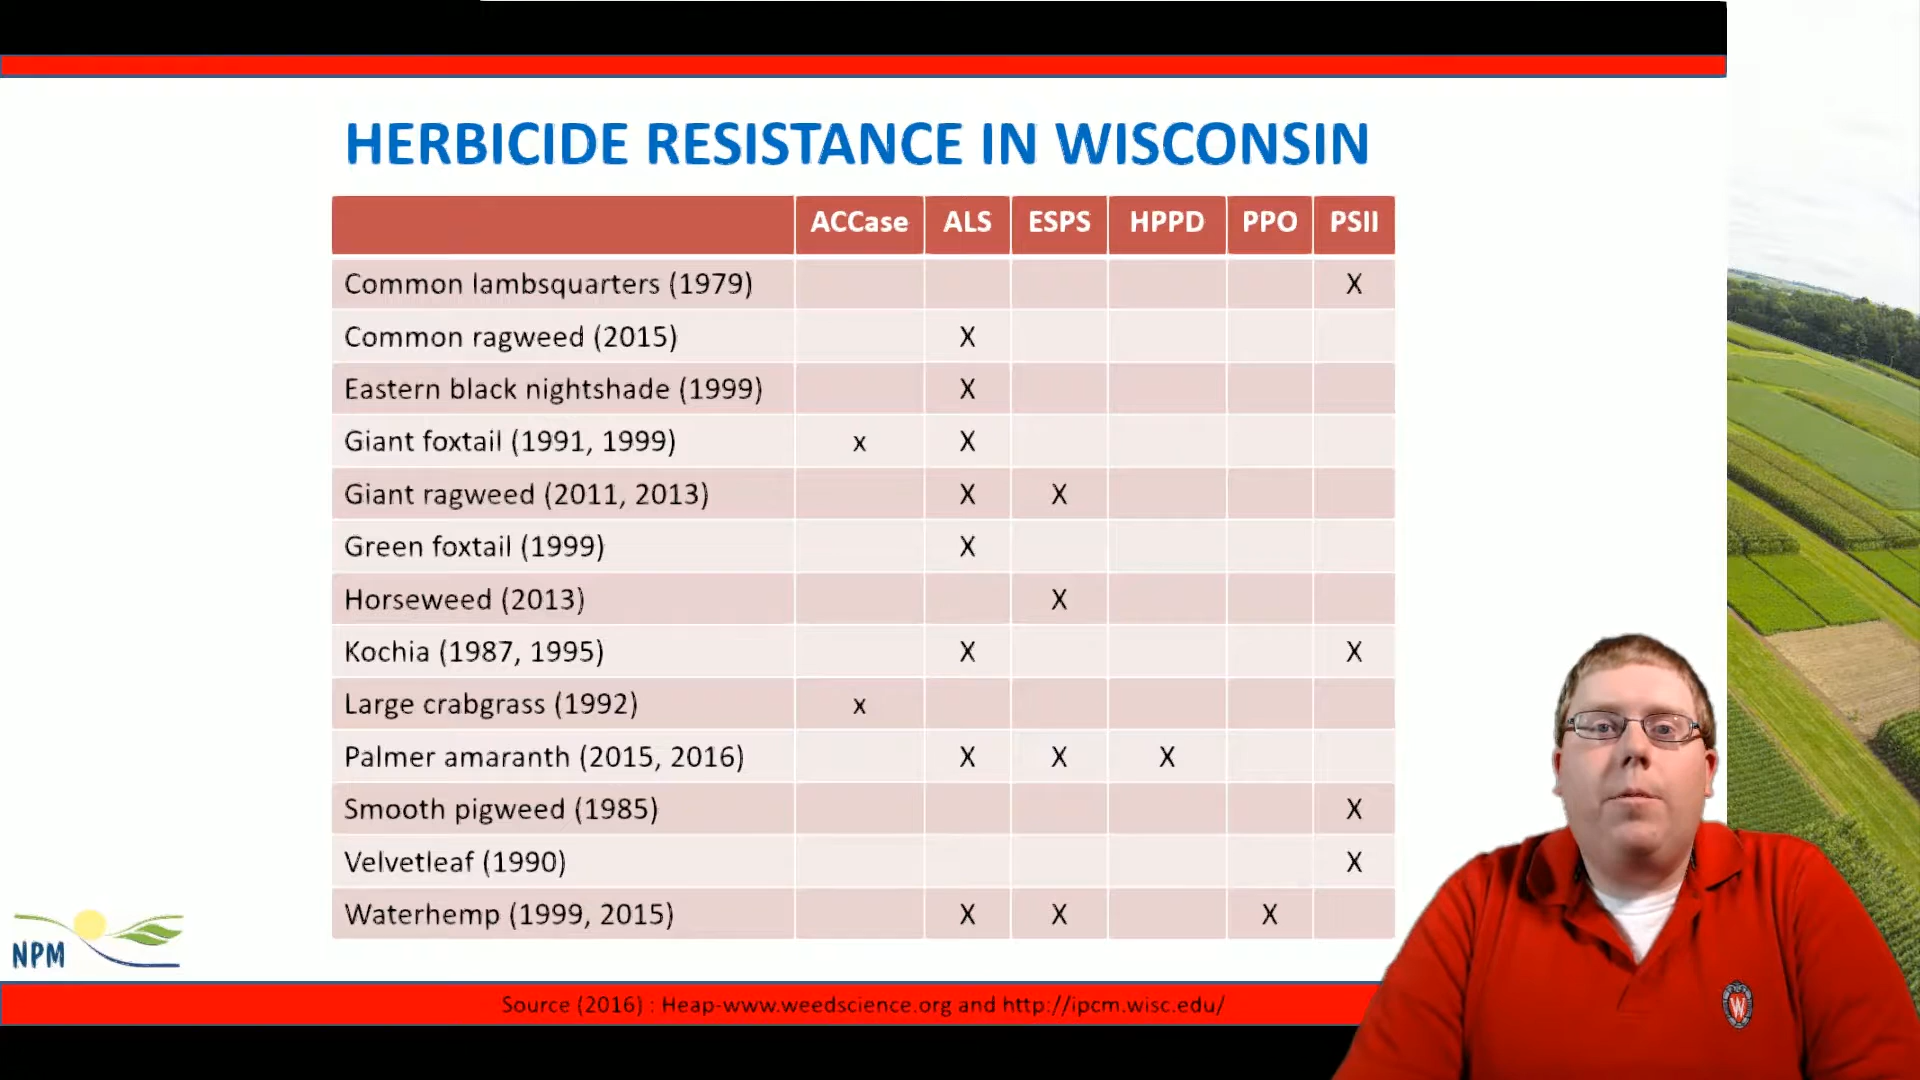 HERBICIDE RESISTANCE IN WISCONSIN
ACCase ALS ESPS HPPD PPO PSII
Common lambsquarters (1979) X
Common ragweed (2015) X
Eastern black nightshade (1999) X
Giant foxtail (1991, 1999) x X
Giant ragweed (2011, 2013) X X
Green foxtail (1999) X
Horseweed (2013) X
Kochia (1987, 1995) X X
Large crabgrass (1992) x
Palmer amaranth (2015, 2016) X X X
Smooth pigweed (1985) X
Velvetleaf (1990) X
Waterhemp (1999, 2015) X X X
NPM
Source (2016) : Heap-www.weedscience.org and http://ipcm.wisc.edu/
W